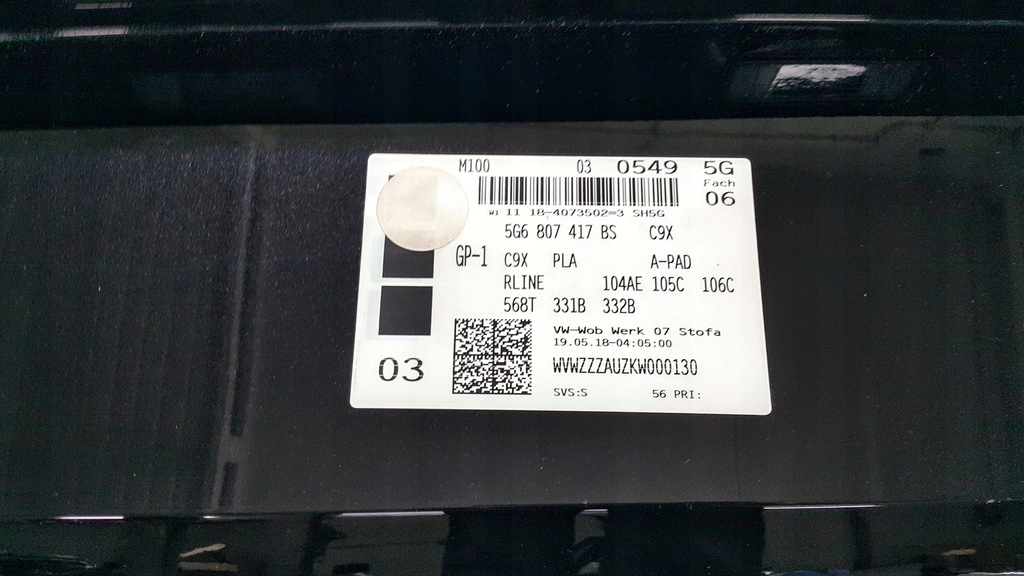 M100 03 0549 5G
Fach
06
WI 11 18-4073502=3 SH5G
5G6 807 417 BS C9X
GP-1 C9X PLA A-PAD
RLINE 104AE 105C 106C
568T 331B 332B
VW-Wob Werk 07 Stofa
19.05.18-04:05:00
03 WVWZZZAUZKW000130
SVS:S 56 PRI: